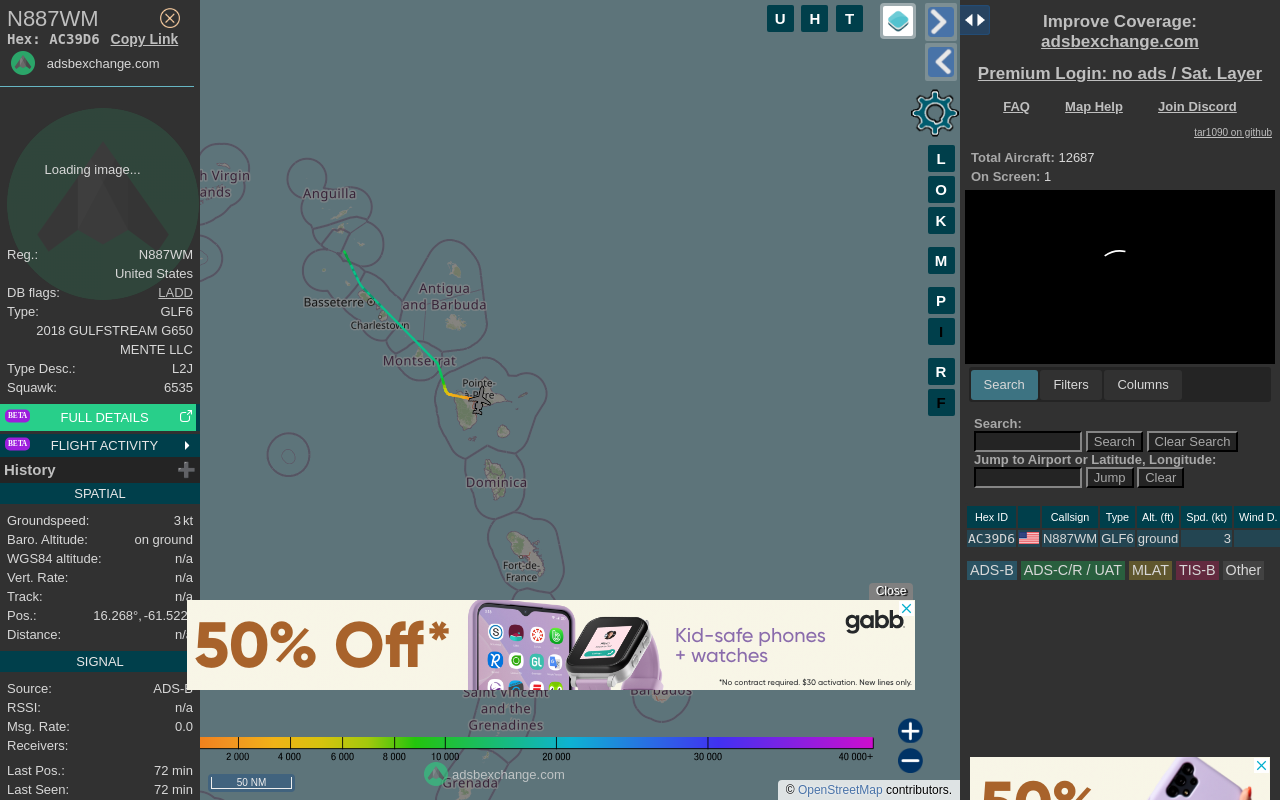 N887WM
Hex: AC39D6 Copy Link
adsbexchange.com
Loading image...
Reg.: N887WM
United States
DB flags: LADD
Type: GLF6
2018 GULFSTREAM G650
MENTE LLC
Type Desc.: L2J
Squawk: 6535
BETA FULL DETAILS
BETA FLIGHT ACTIVITY
History
SPATIAL
Groundspeed: 3 kt
Baro. Altitude: on ground
WGS84 altitude: n/a
Vert. Rate: n/a
Track: n/a
Pos.: 16.268°, -61.522
Distance: n/a
SIGNAL
Source: ADS-B
RSSI: n/a
Msg. Rate: 0.0
Receivers:
Last Pos.: 72 min
Last Seen: 72 min
U H T
L
O
K
M
P
I
R
F
h Virgin
ands
Anguilla
Basseterre
Charlestown
Antigua
and Barbuda
Montserrat
Pointe-
Dominica
Fort-de-
France
Saint Vincent
and the
Grenadines
Barbados
Grenada
Close
50% Off*
Kid-safe phones
+ watches
gabb
*No contract required. $30 activation. New lines only.
2 000 4 000 6 000 8 000 10 000 20 000 30 000 40 000+
50 NM
adsbexchange.com
© OpenStreetMap contributors.
Improve Coverage:
adsbexchange.com
Premium Login: no ads / Sat. Layer
FAQ Map Help Join Discord
tar1090 on github
Total Aircraft: 12687
On Screen: 1
Search Filters Columns
Search:
Search Clear Search
Jump to Airport or Latitude, Longitude:
Jump Clear
Hex ID Callsign Type Alt. (ft) Spd. (kt) Wind D.
AC39D6 N887WM GLF6 ground 3
ADS-B ADS-C/R / UAT MLAT TIS-B Other
50%